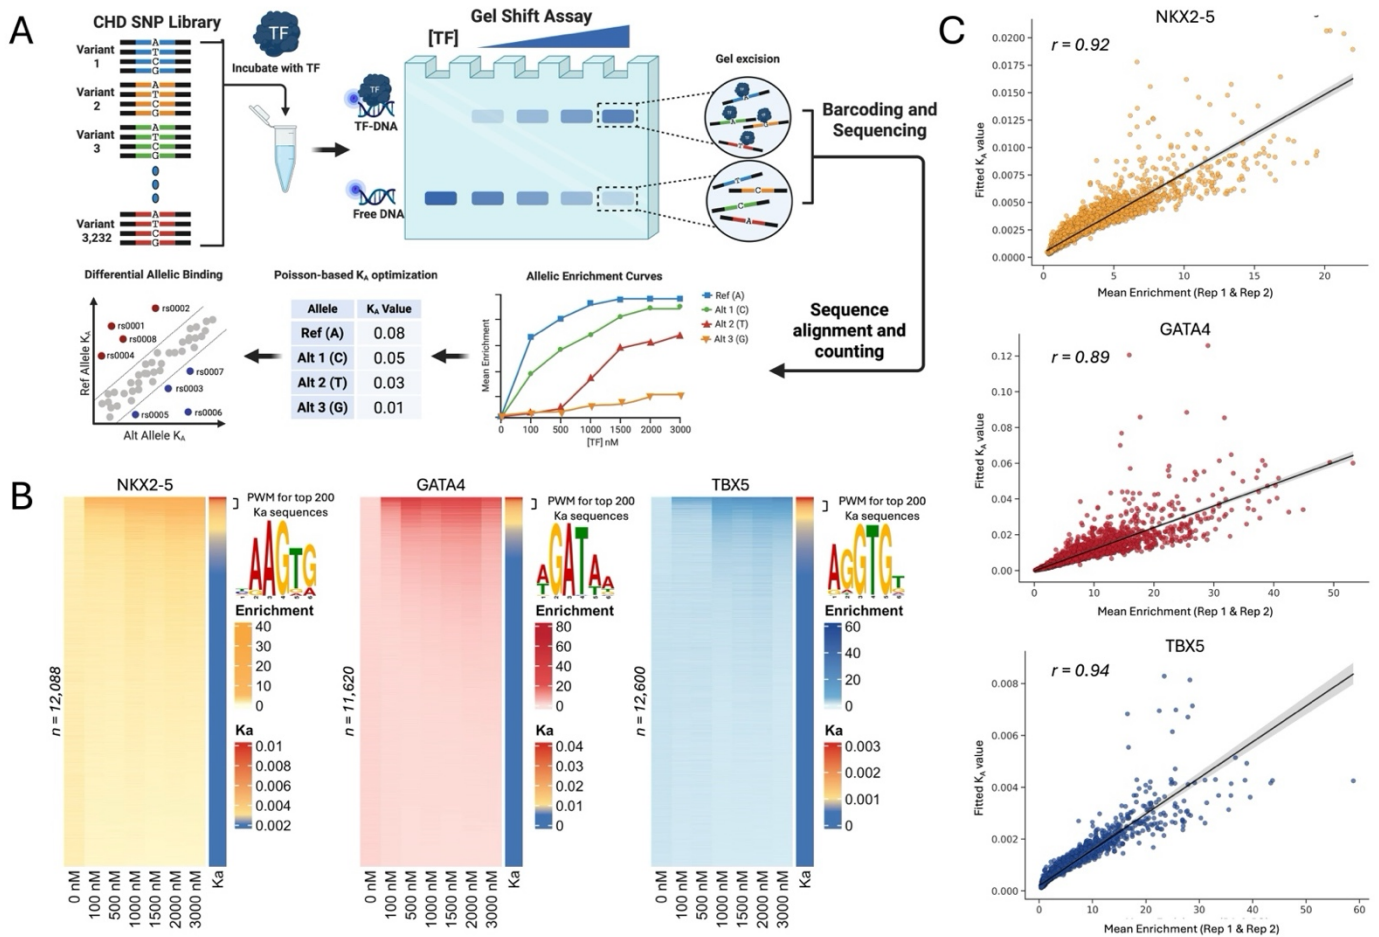 A
CHD SNP Library
Variant
1
A
T
C
G
Variant
2
A
T
C
G
Variant
3
A
T
C
G
Variant
3,232
A
T
C
G
TF
Incubate with TF
Gel Shift Assay
[TF]
TF
TF-DNA
Free DNA
Gel excision
A
A
G
T
T
C
C
A
Barcoding and
Sequencing
Sequence
alignment and
counting
Allelic Enrichment Curves
Mean Enrichment
0 100 500 1000 1500 2000 3000
[TF] nM
Ref (A)
Alt 1 (C)
Alt 2 (T)
Alt 3 (G)
Poisson-based KA optimization
Allele KA Value
Ref (A) 0.08
Alt 1 (C) 0.05
Alt 2 (T) 0.03
Alt 3 (G) 0.01
Differential Allelic Binding
Ref Allele KA
rs0002
rs0001
rs0008
rs0004
rs0007
rs0003
rs0005
rs0006
Alt Allele KA
B
NKX2-5
n = 12,088
0 nM
100 nM
500 nM
1000 nM
1500 nM
2000 nM
3000 nM
Ka
PWM for top 200
Ka sequences
AAGTG
Enrichment
40
30
20
10
0
Ka
0.01
0.008
0.006
0.004
0.002
GATA4
n = 11,620
0 nM
100 nM
500 nM
1000 nM
1500 nM
2000 nM
3000 nM
Ka
PWM for top 200
Ka sequences
AGATAA
Enrichment
80
60
40
20
0
Ka
0.04
0.03
0.02
0.01
0
TBX5
n = 12,600
0 nM
100 nM
500 nM
1000 nM
1500 nM
2000 nM
3000 nM
Ka
PWM for top 200
Ka sequences
AGGTGT
Enrichment
60
40
20
0
Ka
0.003
0.002
0.001
0
C
NKX2-5
r = 0.92
Fitted KA value
0.0200
0.0175
0.0150
0.0125
0.0100
0.0075
0.0050
0.0025
0.0000
0 5 10 15 20
Mean Enrichment (Rep 1 & Rep 2)
GATA4
r = 0.89
Fitted KA value
0.12
0.10
0.08
0.06
0.04
0.02
0.00
0 10 20 30 40 50
Mean Enrichment (Rep 1 & Rep 2)
TBX5
r = 0.94
Fitted KA value
0.008
0.006
0.004
0.002
0.000
0 10 20 30 40 50 60
Mean Enrichment (Rep 1 & Rep 2)